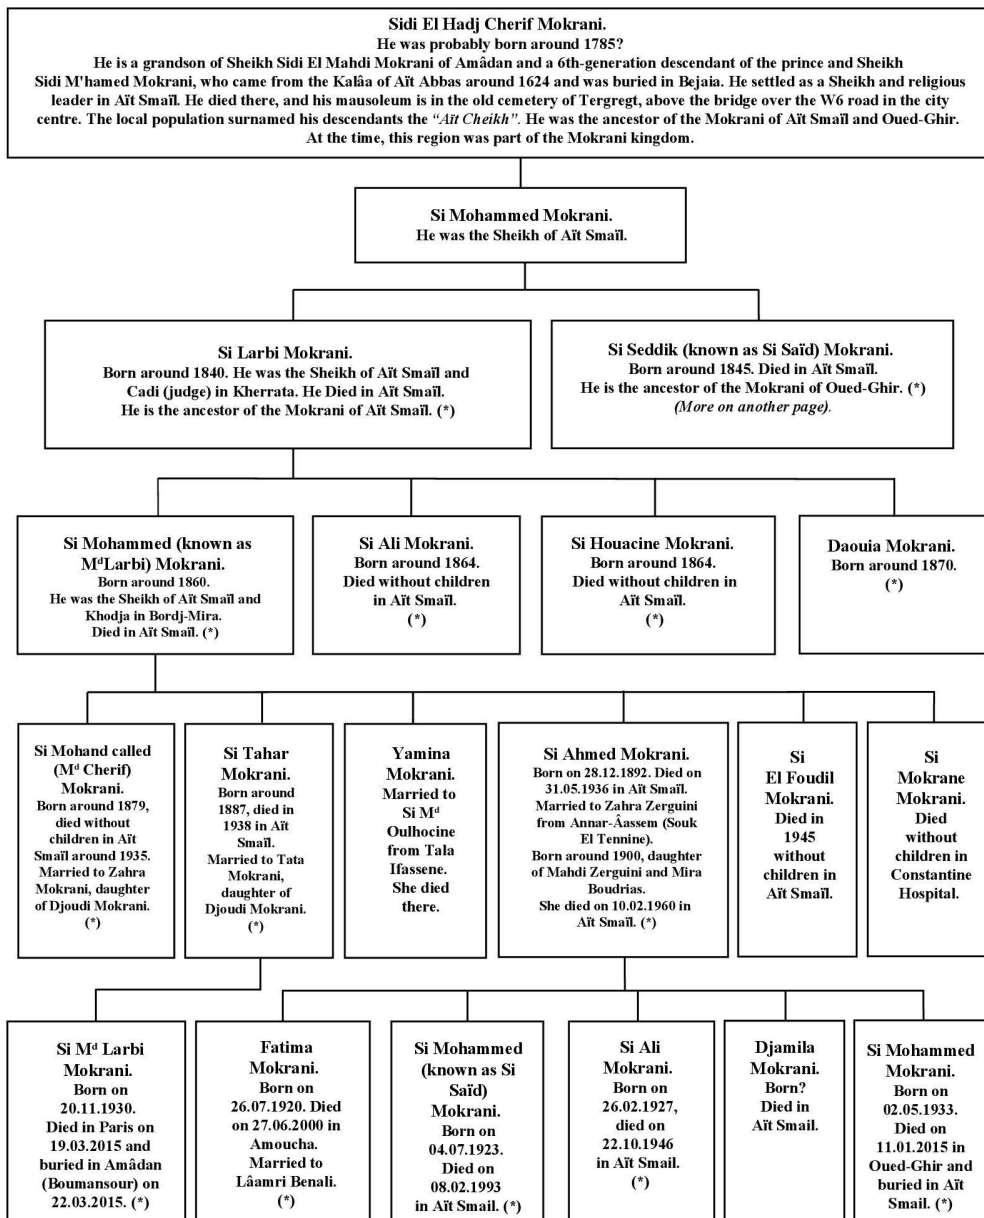 Sidi El Hadj Cherif Mokrani.
He was probably born around 1785?
He is a grandson of Sheikh Sidi El Mahdi Mokrani of Amâdan and a 6th-generation descendant of the prince and Sheikh
Sidi M'hamed Mokrani, who came from the Kalâa of Aït Abbas around 1624 and was buried in Bejaia. He settled as a Sheikh and religious
leader in Aït Smaïl. He died there, and his mausoleum is in the old cemetery of Tergregt, above the bridge over the W6 road in the city
centre. The local population surnamed his descendants the “Aït Cheikh”. He was the ancestor of the Mokrani of Aït Smaïl and Oued-Ghir.
At the time, this region was part of the Mokrani kingdom.
Si Mohammed Mokrani.
He was the Sheikh of Aït Smaïl.
Si Larbi Mokrani.
Born around 1840. He was the Sheikh of Aït Smaïl and
Cadi (judge) in Kherrata. He Died in Aït Smaïl.
He is the ancestor of the Mokrani of Aït Smaïl. (*)
Si Seddik (known as Si Saïd) Mokrani.
Born around 1845. Died in Aït Smaïl.
He is the ancestor of the Mokrani of Oued-Ghir. (*)
(More on another page).
Si Mohammed (known as
MᵈLarbi) Mokrani.
Born around 1860.
He was the Sheikh of Aït Smaïl and
Khodja in Bordj-Mira.
Died in Aït Smaïl. (*)
Si Ali Mokrani.
Born around 1864.
Died without children
in Aït Smaïl.
(*)
Si Houacine Mokrani.
Born around 1864.
Died without children in
Aït Smaïl.
(*)
Daouia Mokrani.
Born around 1870.
(*)
Si Mohand called
(Mᵈ Cherif)
Mokrani.
Born around 1879,
died without
children in Aït
Smaïl around 1935.
Married to Zahra
Mokrani, daughter
of Djoudi Mokrani.
(*)
Si Tahar
Mokrani.
Born around
1887, died in
1938 in Aït
Smaïl.
Married to Tata
Mokrani,
daughter of
Djoudi Mokrani.
(*)
Yamina
Mokrani.
Married to
Si Mᵈ
Oulhocine
from Tala
Ifassene.
She died
there.
Si Ahmed Mokrani.
Born on 28.12.1892. Died on
31.05.1936 in Aït Smaïl.
Married to Zahra Zerguini
from Annar-Âassem (Souk
El Tennine).
Born around 1900, daughter
of Mahdi Zerguini and Mira
Boudrias.
She died on 10.02.1960 in
Aït Smaïl. (*)
Si
El Foudil
Mokrani.
Died in
1945
without
children in
Aït Smaïl.
Si
Mokrane
Mokrani.
Died
without
children in
Constantine
Hospital.
Si Mᵈ Larbi
Mokrani.
Born on
20.11.1930.
Died in Paris on
19.03.2015 and
buried in Amâdan
(Boumansour) on
22.03.2015. (*)
Fatima
Mokrani.
Born on
26.07.1920. Died
on 27.06.2000 in
Amoucha.
Married to
Lâamri Benali.
(*)
Si Mohammed
(known as Si
Saïd)
Mokrani.
Born on
04.07.1923.
Died on
08.02.1993
in Aït Smail. (*)
Si Ali
Mokrani.
Born on
26.02.1927,
died on
22.10.1946
in Aït Smail.
(*)
Djamila
Mokrani.
Born?
Died in
Aït Smail.
Si Mohammed
Mokrani.
Born on
02.05.1933.
Died on
11.01.2015 in
Oued-Ghir and
buried in Aït
Smail. (*)